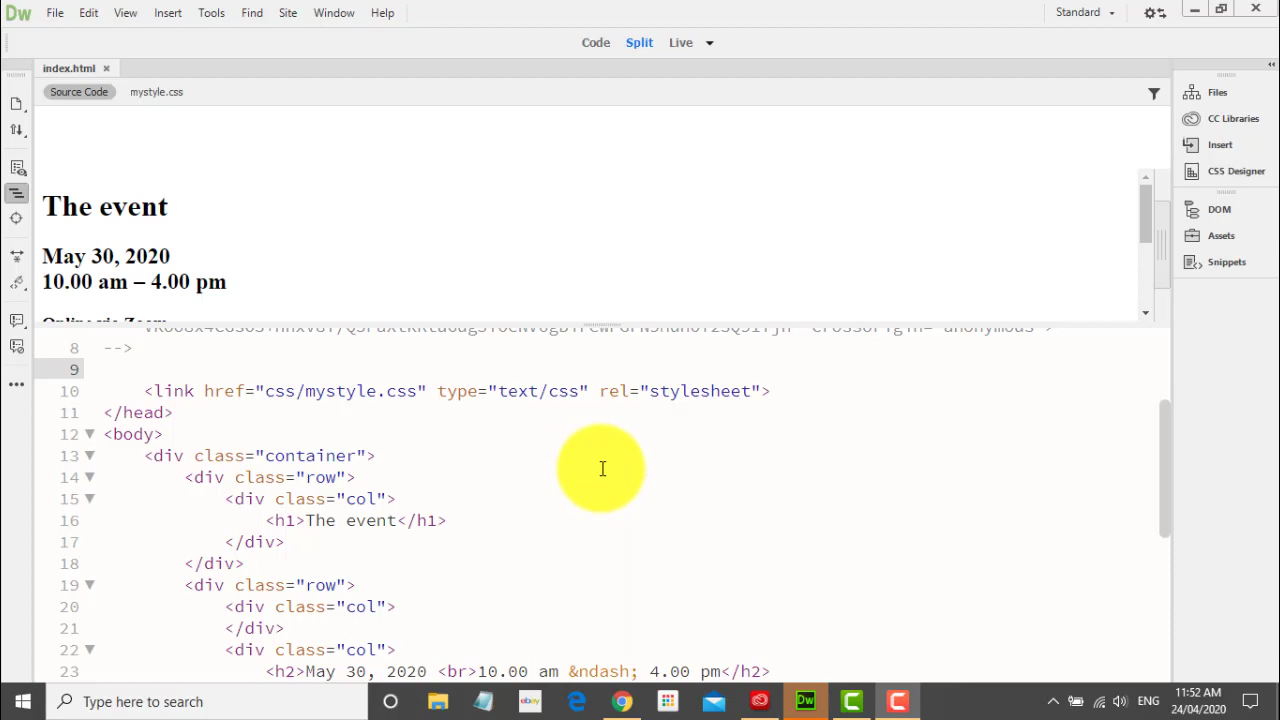 Dw File Edit View Insert Tools Find Site Window Help Standard
Code Split Live
index.html
Source Code mystyle.css
The event
May 30, 2020
10.00 am – 4.00 pm
Online via Zoom
Files
CC Libraries
Insert
CSS Designer
DOM
Assets
Snippets
8 -->
9
10 <link href="css/mystyle.css" type="text/css" rel="stylesheet">
11 </head>
12 <body>
13 <div class="container">
14 <div class="row">
15 <div class="col">
16 <h1>The event</h1>
17 </div>
18 </div>
19 <div class="row">
20 <div class="col">
21 </div>
22 <div class="col">
23 <h2>May 30, 2020 <br>10.00 am &ndash; 4.00 pm</h2>
Type here to search
ebay
Dw
ENG
11:52 AM
24/04/2020